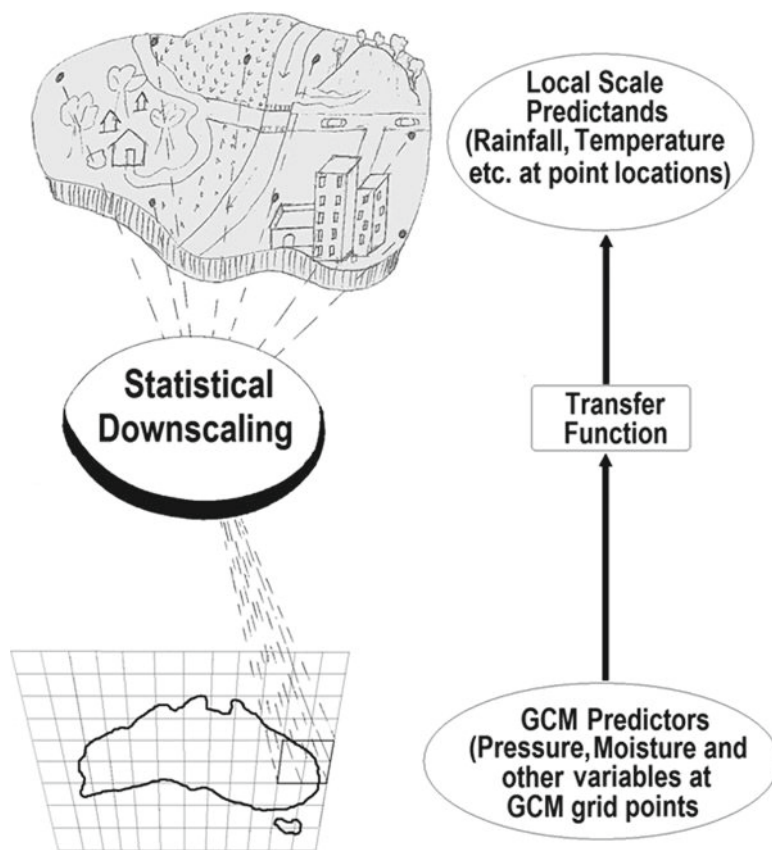 Local Scale
Predictands
(Rainfall, Temperature
etc. at point locations)
Statistical
Downscaling
Transfer
Function
GCM Predictors
(Pressure, Moisture and
other variables at
GCM grid points